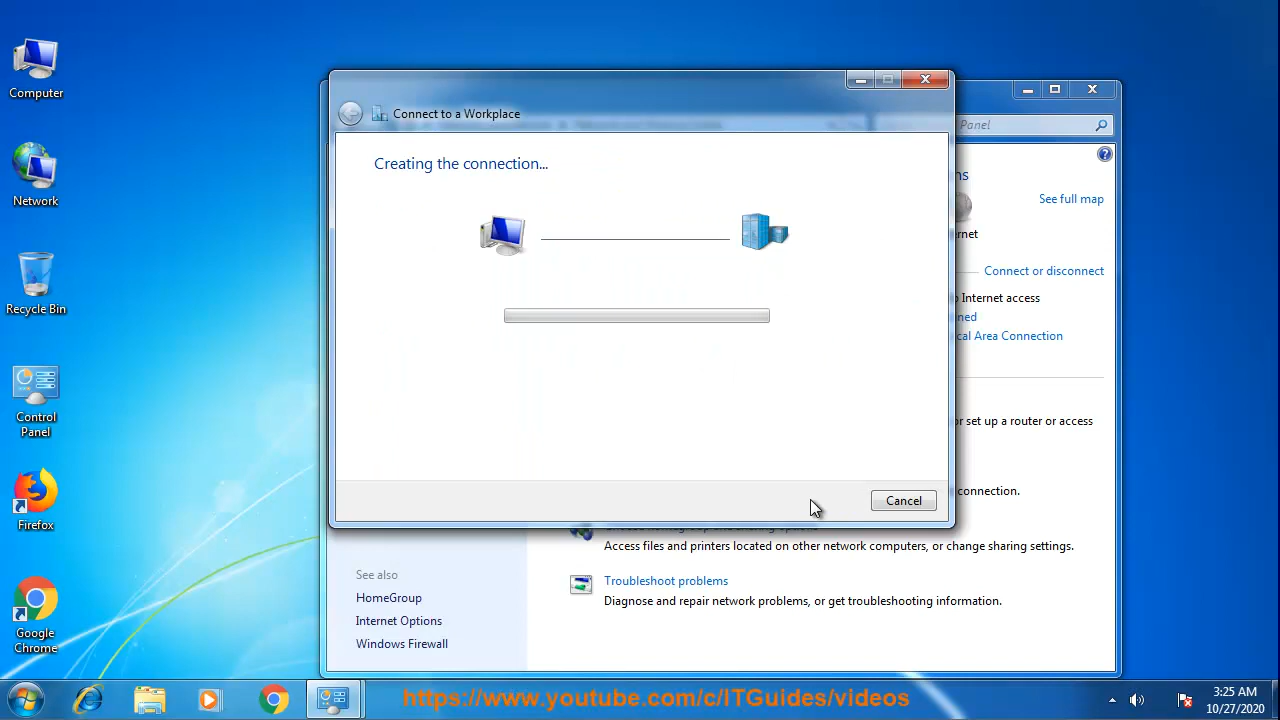 Computer
Network
Recycle Bin
Control
Panel
Firefox
Google
Chrome
Connect to a Workplace
Creating the connection...
Cancel
Panel
ns
See full map
ernet
Connect or disconnect
Internet access
ned
cal Area Connection
or set up a router or access
connection.
Access files and printers located on other network computers, or change sharing settings.
Troubleshoot problems
Diagnose and repair network problems, or get troubleshooting information.
See also
HomeGroup
Internet Options
Windows Firewall
https://www.youtube.com/c/ITGuides/videos
3:25 AM
10/27/2020